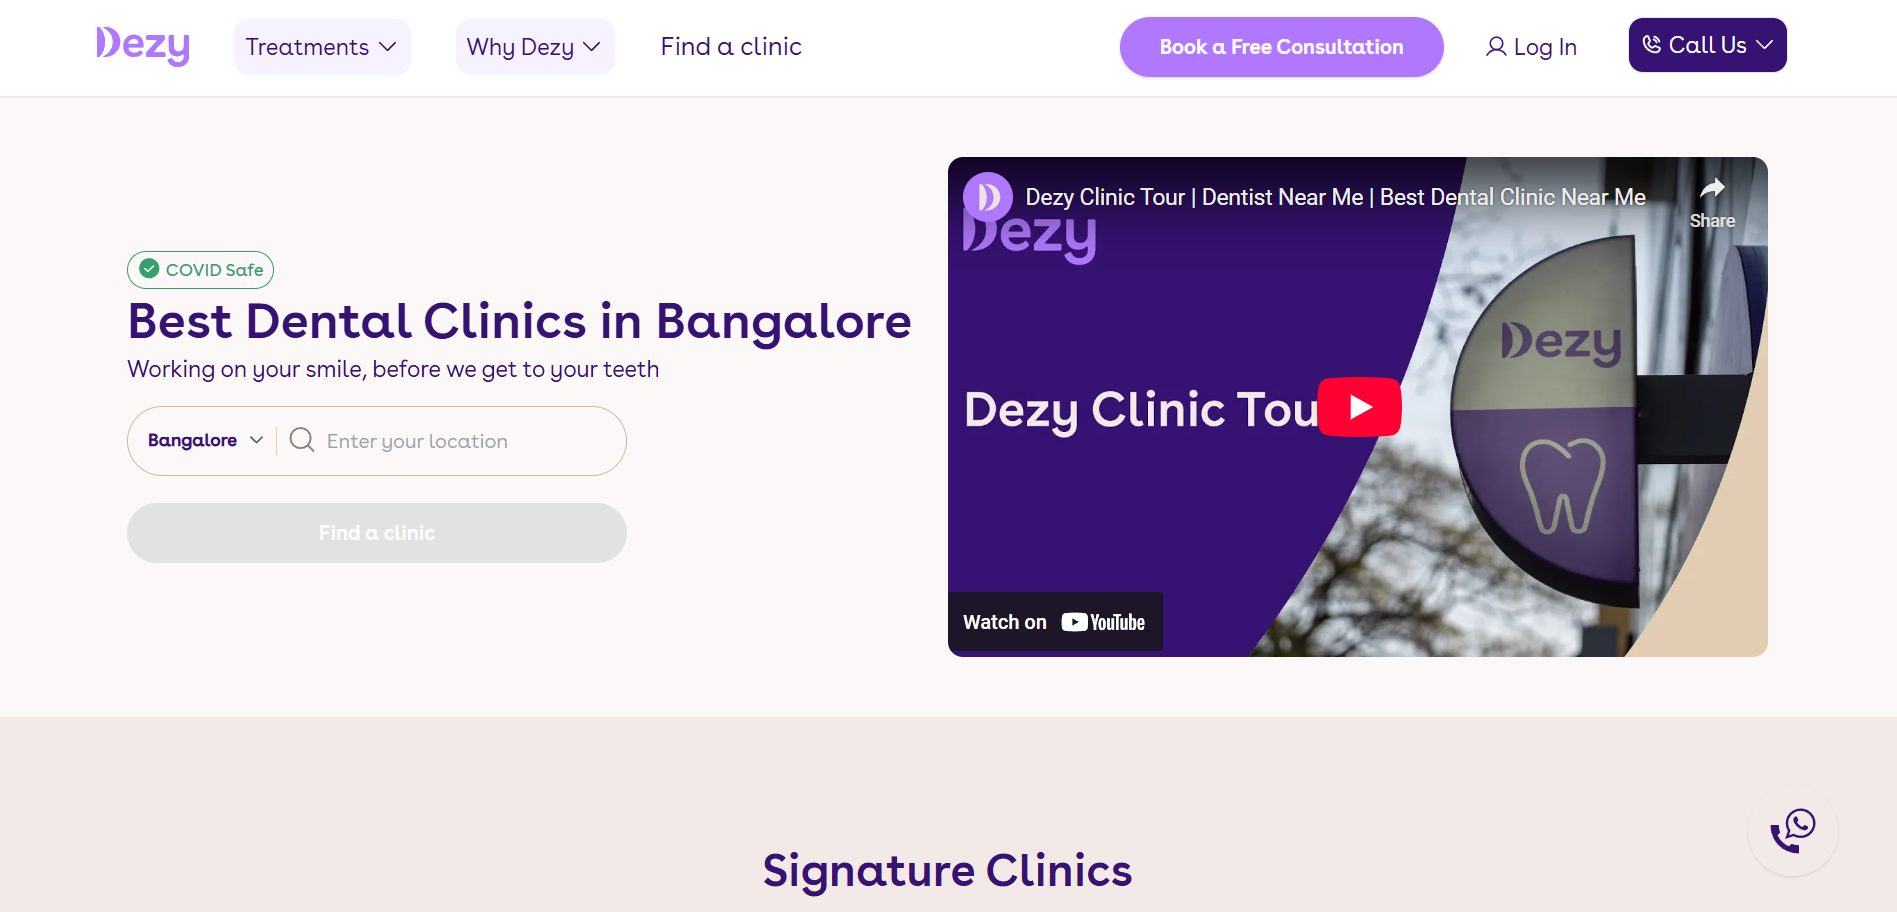 Dezy
Treatments
Why Dezy
Find a clinic
Book a Free Consultation
Log In
Call Us
COVID Safe
Best Dental Clinics in Bangalore
Working on your smile, before we get to your teeth
Bangalore
Enter your location
Find a clinic
Dezy Clinic Tour | Dentist Near Me | Best Dental Clinic Near Me
Share
Dezy
Dezy
Dezy Clinic Tou
Watch on YouTube
Signature Clinics